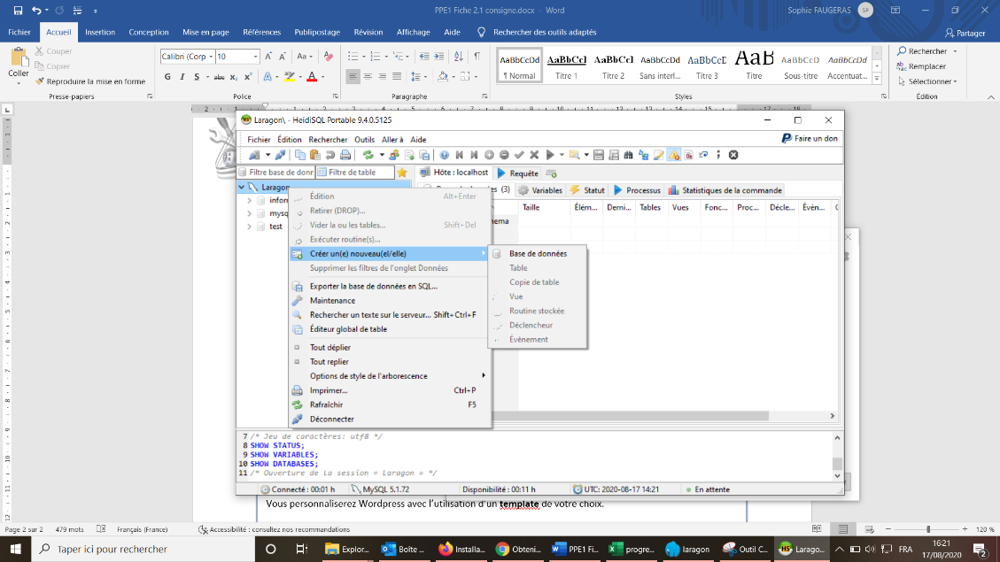 PPE1 Fiche 2.1 consigne.docx - Word
Sophie FAUGERAS
SF
Fichier Accueil Insertion Conception Mise en page Références Publipostage Révision Affichage Aide Rechercher des outils adaptés
Partager
Coller
Couper
Copier
Reproduire la mise en forme
Presse-papiers
Calibri (Corp 10
G I S abc x₂ x²
Police
Paragraphe
AaBbCcDd AaBbCcI AaBbCcI AaBbCcDd AaBbCcD AaB AaBbCcD AaBbCcDd
¶ Normal Titre 1 Titre 2 Sans interl... Titre 3 Titre Sous-titre Accentuat...
Styles
Rechercher
Remplacer
Sélectionner
Édition
Laragon\ - HeidiSQL Portable 9.4.0.5125
Fichier Édition Rechercher Outils Aller à Aide
Faire un don
Filtre base de donr Filtre de table
Hôte : localhost Requête
Laragon
(3) Variables Statut Processus Statistiques de la commande
Taille Élém... Derni... Tables Vues Fonc... Proc... Décle... Évén...
inforn
mysq
test
Édition Alt+Enter
Retirer (DROP)...
Vider la ou les tables... Shift+Del
Exécuter routine(s)...
Créer un(e) nouveau(el/elle)
Supprimer les filtres de l'onglet Données
Exporter la base de données en SQL...
Maintenance
Rechercher un texte sur le serveur... Shift+Ctrl+F
Éditeur global de table
Tout déplier
Tout replier
Options de style de l'arborescence
Imprimer... Ctrl+P
Rafraîchir F5
Déconnecter
Base de données
Table
Copie de table
Vue
Routine stockée
Déclencheur
Événement
7 /* Jeu de caractères: utf8 */
8 SHOW STATUS;
9 SHOW VARIABLES;
10 SHOW DATABASES;
11 /* Ouverture de la session « Laragon » */
Connecté : 00:01 h MySQL 5.1.72 Disponibilité : 00:11 h UTC: 2020-08-17 14:21 En attente
Vous personnaliserez Wordpress avec l'utilisation d'un template de votre choix.
Page 2 sur 2 479 mots Français (France) Accessibilité : consultez nos recommandations 120 %
Taper ici pour rechercher
Explor... Boîte ... Installa... Obteni... PPE1 Fi... progre... laragon Outil C... Larago...
FR
16:21
17/08/2020
2